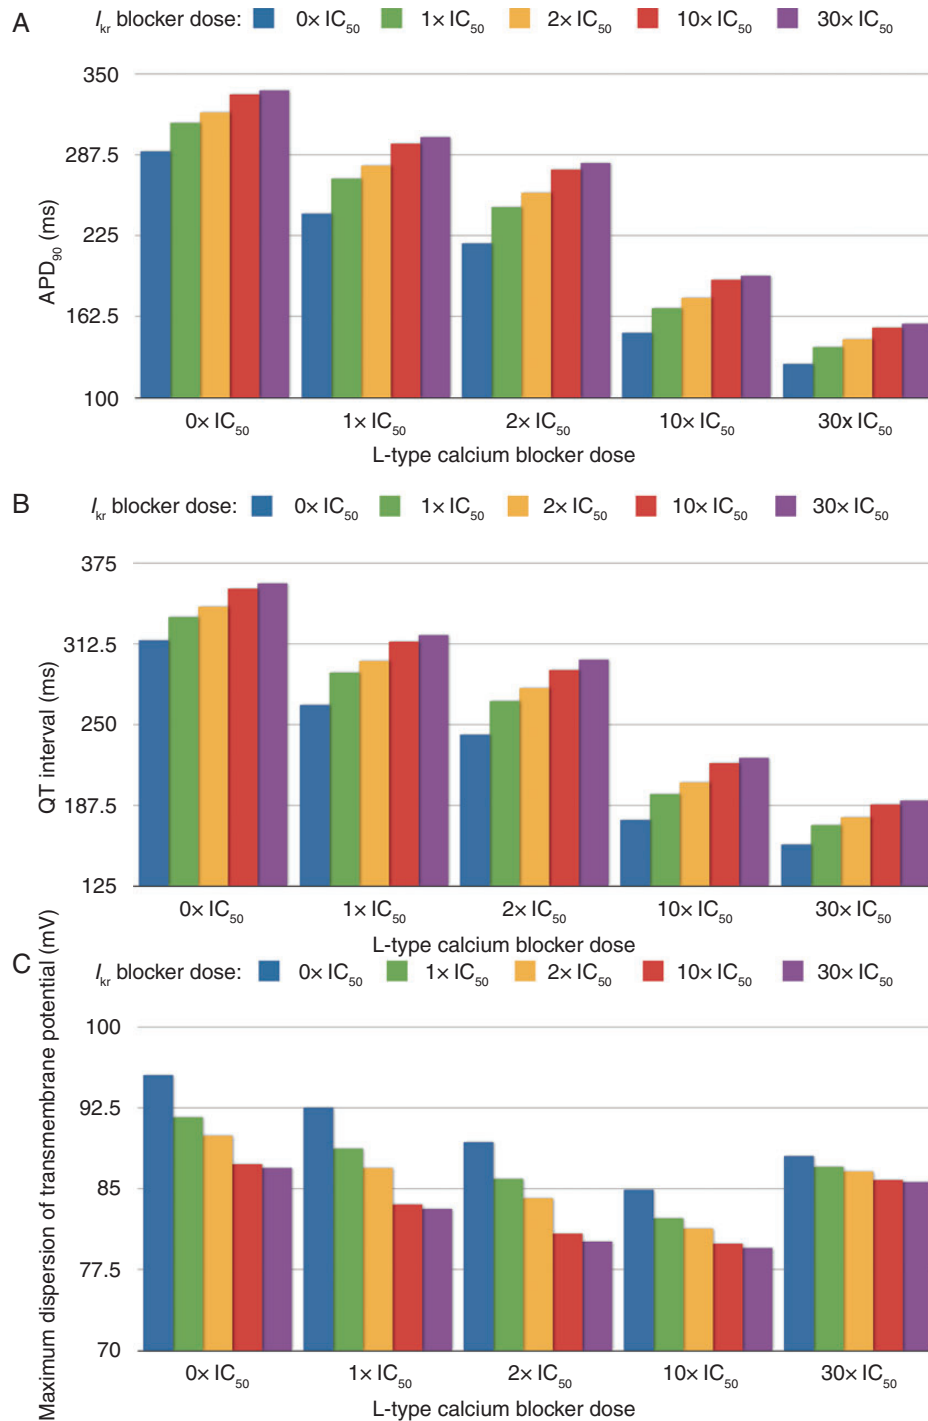 A
Ikr blocker dose: 0× IC50 1× IC50 2× IC50 10× IC50 30× IC50
350
287.5
225
162.5
100
APD90 (ms)
0× IC50 1× IC50 2× IC50 10× IC50 30x IC50
L-type calcium blocker dose
B
Ikr blocker dose: 0× IC50 1× IC50 2× IC50 10× IC50 30× IC50
375
312.5
250
187.5
125
QT interval (ms)
0× IC50 1× IC50 2× IC50 10× IC50 30× IC50
L-type calcium blocker dose
C
Ikr blocker dose: 0× IC50 1× IC50 2× IC50 10× IC50 30× IC50
100
92.5
85
77.5
70
Maximum dispersion of transmembrane potential (mV)
0× IC50 1× IC50 2× IC50 10× IC50 30× IC50
L-type calcium blocker dose